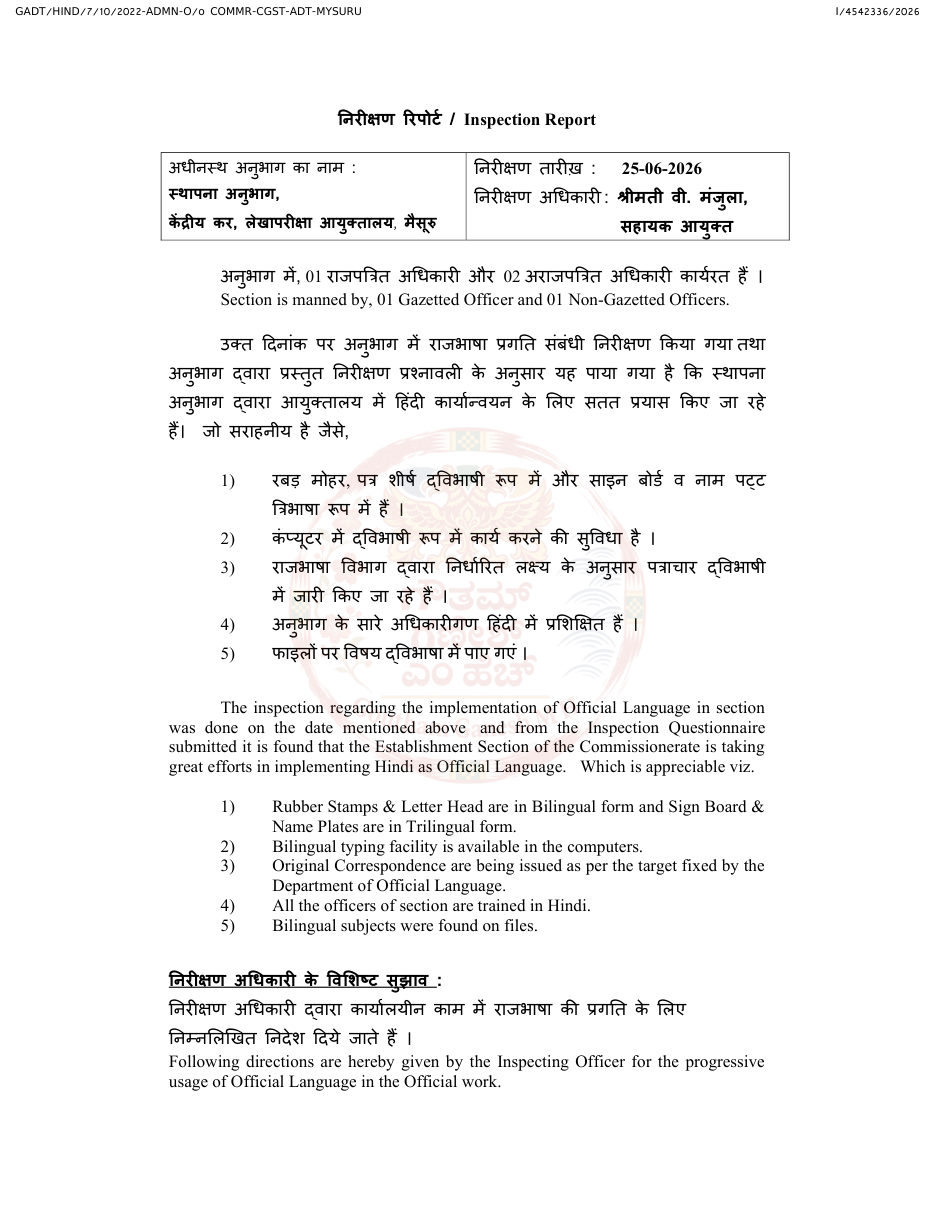 GADT/HIND/7/10/2022-ADMN-O/o COMMR-CGST-ADT-MYSURU
I/4542336/2026
निरीक्षण रिपोर्ट / Inspection Report
अधीनस्थ अनुभाग का नाम :
स्थापना अनुभाग,
केंद्रीय कर, लेखापरीक्षा आयुक्तालय, मैसूरु
निरीक्षण तारीख़ : 25-06-2026
निरीक्षण अधिकारी : श्रीमती वी. मंजुला,
सहायक आयुक्त
अनुभाग में, 01 राजपत्रित अधिकारी और 02 अराजपत्रित अधिकारी कार्यरत हैं ।
Section is manned by, 01 Gazetted Officer and 01 Non-Gazetted Officers.
उक्त दिनांक पर अनुभाग में राजभाषा प्रगति संबंधी निरीक्षण किया गया तथा
अनुभाग द्वारा प्रस्तुत निरीक्षण प्रश्नावली के अनुसार यह पाया गया है कि स्थापना
अनुभाग द्वारा आयुक्तालय में हिंदी कार्यान्वयन के लिए सतत प्रयास किए जा रहे
हैं। जो सराहनीय है जैसे,
1) रबड़ मोहर, पत्र शीर्ष द्विभाषी रूप में और साइन बोर्ड व नाम पट्ट
त्रिभाषा रूप में हैं ।
2) कंप्यूटर में द्विभाषी रूप में कार्य करने की सुविधा है ।
3) राजभाषा विभाग द्वारा निर्धारित लक्ष्य के अनुसार पत्राचार द्विभाषी
में जारी किए जा रहे हैं ।
4) अनुभाग के सारे अधिकारीगण हिंदी में प्रशिक्षित हैं ।
5) फाइलों पर विषय द्विभाषा में पाए गएं ।
ಗೌತಮ್
ಗಣೇಶ್
ಎಂ ಹೆಚ್
The inspection regarding the implementation of Official Language in section
was done on the date mentioned above and from the Inspection Questionnaire
submitted it is found that the Establishment Section of the Commissionerate is taking
great efforts in implementing Hindi as Official Language. Which is appreciable viz.
1) Rubber Stamps & Letter Head are in Bilingual form and Sign Board &
Name Plates are in Trilingual form.
2) Bilingual typing facility is available in the computers.
3) Original Correspondence are being issued as per the target fixed by the
Department of Official Language.
4) All the officers of section are trained in Hindi.
5) Bilingual subjects were found on files.
निरीक्षण अधिकारी के विशिष्ट सुझाव :
निरीक्षण अधिकारी द्वारा कार्यालयीन काम में राजभाषा की प्रगति के लिए
निम्नलिखित निदेश दिये जाते हैं ।
Following directions are hereby given by the Inspecting Officer for the progressive
usage of Official Language in the Official work.